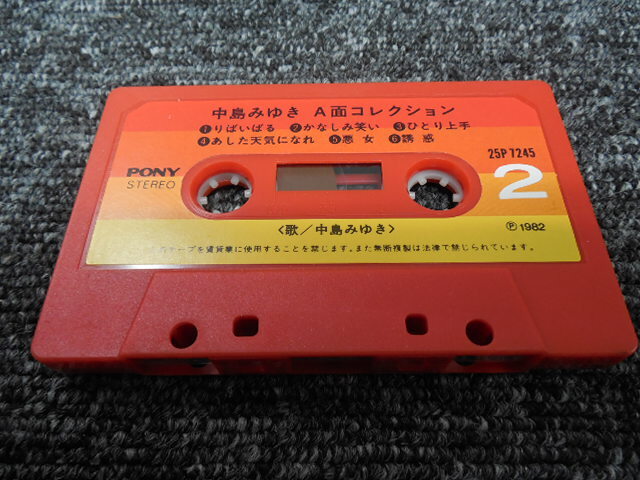 中島みゆき A面コレクション
❶りばいばる ❷かなしみ笑い ❸ひとり上手
❹あした天気になれ ❺悪女 ❻誘惑
PONY
STEREO
25P7245
2
〈歌/中島みゆき〉
Ⓟ1982
テープを賃貸業に使用することを禁じます。また無断複製は法律で禁じられています。